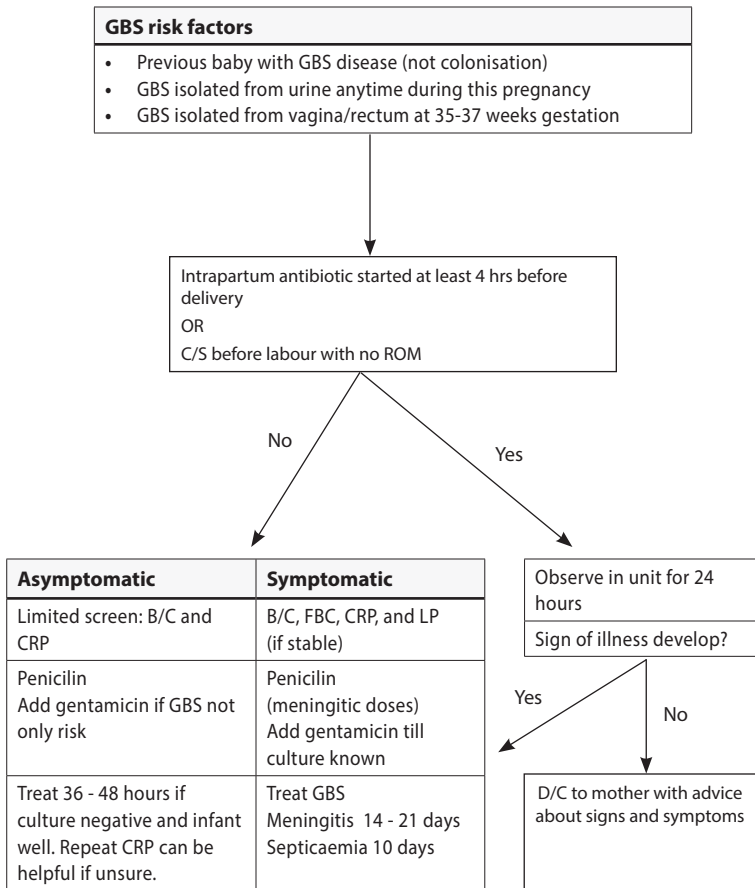 GBS risk factors
• Previous baby with GBS disease (not colonisation)
• GBS isolated from urine anytime during this pregnancy
• GBS isolated from vagina/rectum at 35-37 weeks gestation
Intrapartum antibiotic started at least 4 hrs before
delivery
OR
C/S before labour with no ROM
No
Yes
Asymptomatic
Limited screen: B/C and
CRP
Penicilin
Add gentamicin if GBS not
only risk
Treat 36 - 48 hours if
culture negative and infant
well. Repeat CRP can be
helpful if unsure.
Symptomatic
B/C, FBC, CRP, and LP
(if stable)
Penicilin
(meningitic doses)
Add gentamicin till
culture known
Treat GBS
Meningitis 14 - 21 days
Septicaemia 10 days
Observe in unit for 24
hours
Sign of illness develop?
Yes
No
D/C to mother with advice
about signs and symptoms